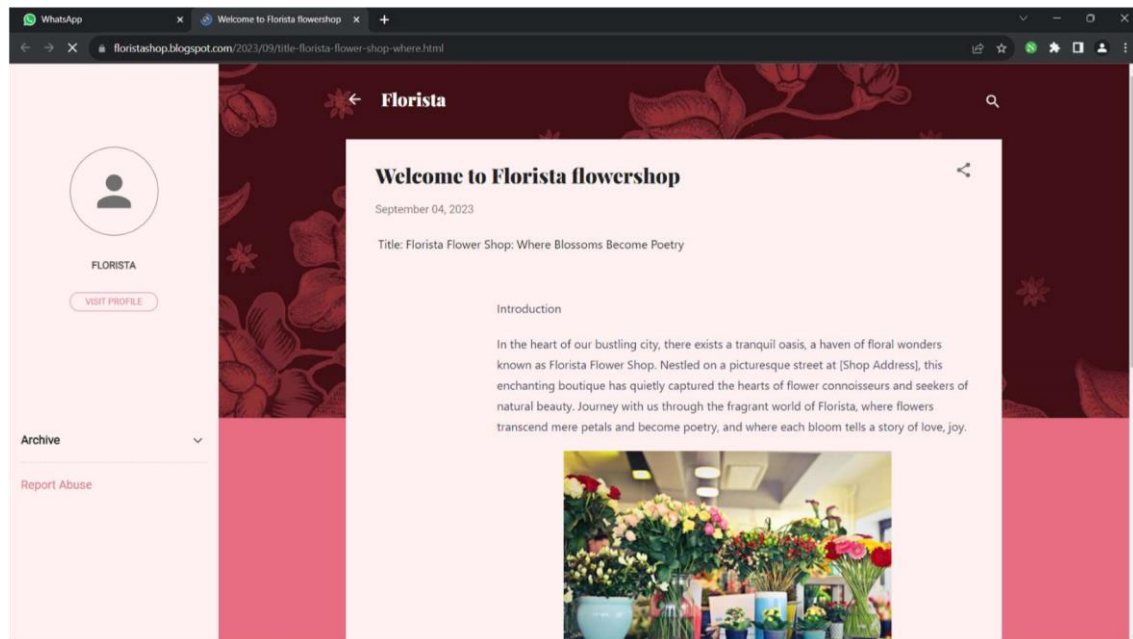 WhatsApp
Welcome to Florista flowershop
floristashop.blogspot.com/2023/09/title-florista-flower-shop-where.html
Florista
Welcome to Florista flowershop
September 04, 2023
Title: Florista Flower Shop: Where Blossoms Become Poetry
FLORISTA
VISIT PROFILE
Introduction
In the heart of our bustling city, there exists a tranquil oasis, a haven of floral wonders
known as Florista Flower Shop. Nestled on a picturesque street at [Shop Address], this
enchanting boutique has quietly captured the hearts of flower connoisseurs and seekers of
natural beauty. Journey with us through the fragrant world of Florista, where flowers
transcend mere petals and become poetry, and where each bloom tells a story of love, joy.
Archive
Report Abuse